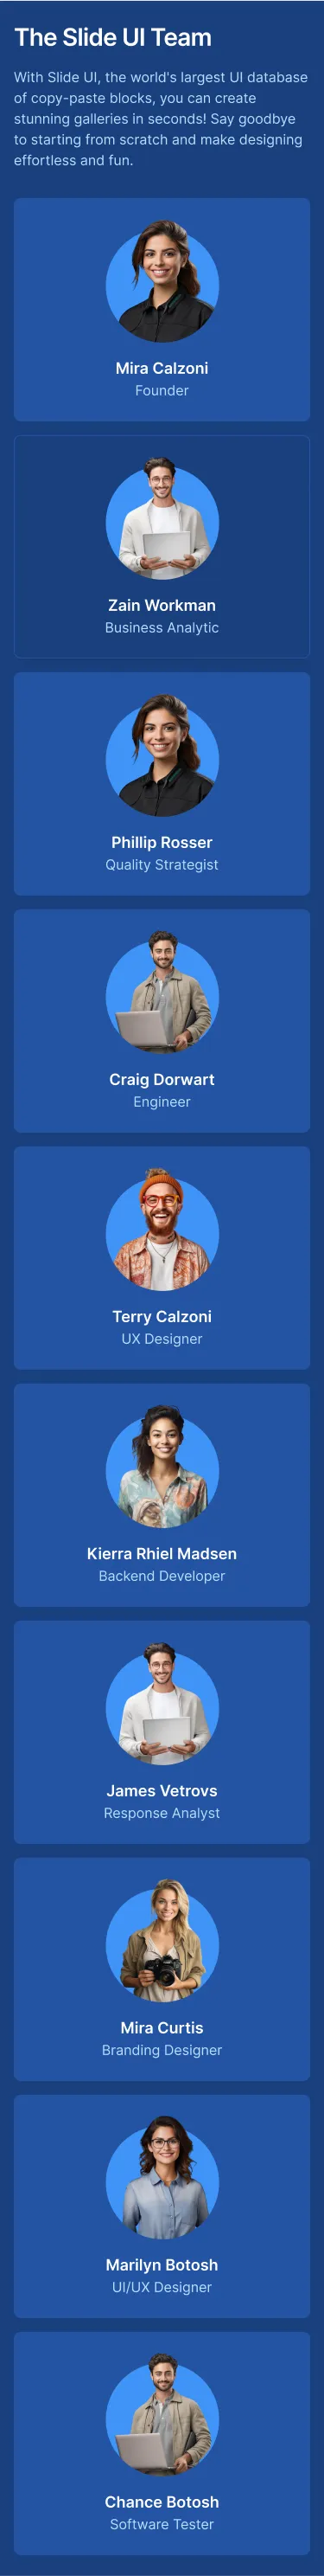 The Slide UI Team
With Slide UI, the world's largest UI database
of copy-paste blocks, you can create
stunning galleries in seconds! Say goodbye
to starting from scratch and make designing
effortless and fun.
Mira Calzoni
Founder
Zain Workman
Business Analytic
Phillip Rosser
Quality Strategist
Craig Dorwart
Engineer
Terry Calzoni
UX Designer
Kierra Rhiel Madsen
Backend Developer
James Vetrovs
Response Analyst
Mira Curtis
Branding Designer
Marilyn Botosh
UI/UX Designer
Chance Botosh
Software Tester